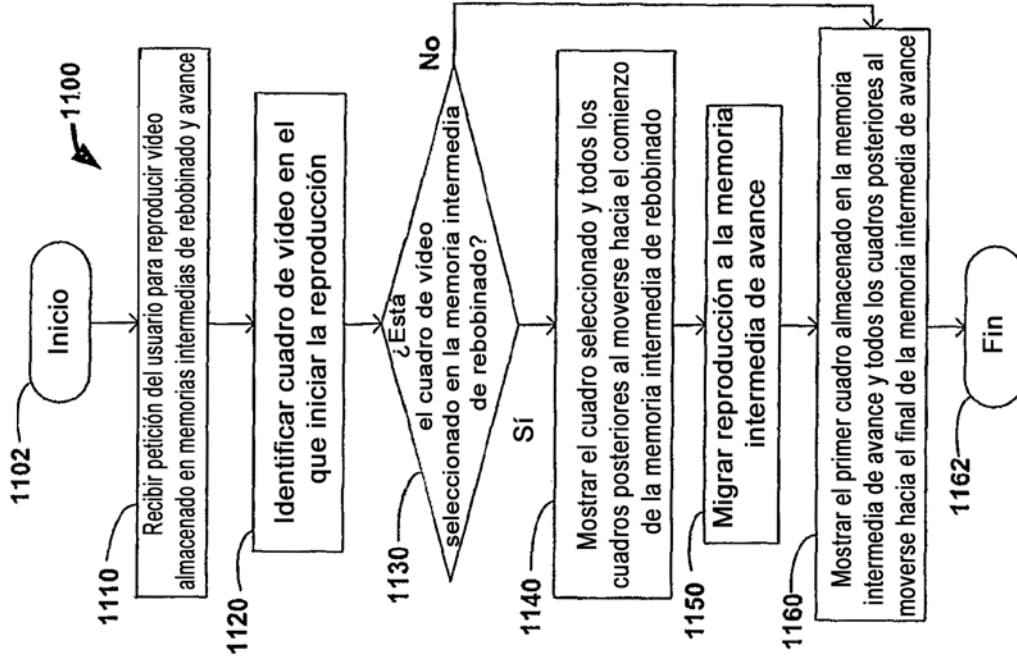 1100
Inicio
1102
Recibir petición del usuario para reproducir vídeo
almacenado en memorias intermedias de rebobinado y avance
1110
Identificar cuadro de vídeo en el
que iniciar la reproducción
1120
¿Está
el cuadro de vídeo
seleccionado en la memoria intermedia
de rebobinado?
1130
No
Sí
Mostrar el cuadro seleccionado y todos los
cuadros posteriores al moverse hacia el comienzo
de la memoria intermedia de rebobinado
1140
Migrar reproducción a la memoria
intermedia de avance
1150
Mostrar el primer cuadro almacenado en la memoria
intermedia de avance y todos los cuadros posteriores al
moverse hacia el final de la memoria intermedia de avance
1160
Fin
1162